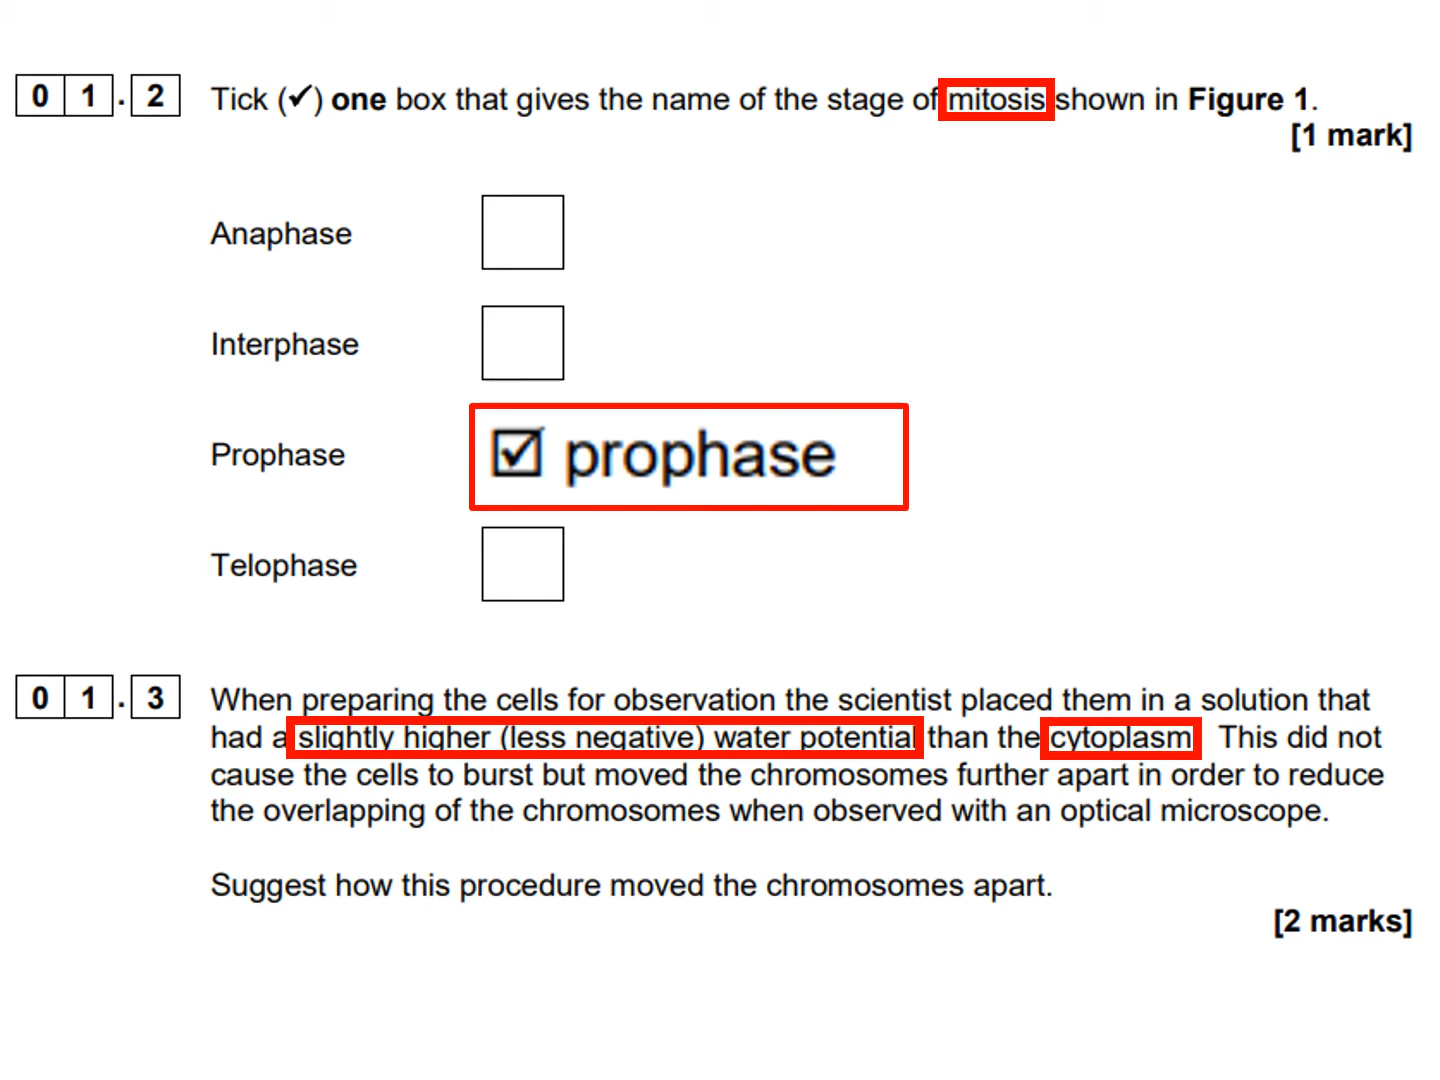 0 1 . 2 Tick (✓) one box that gives the name of the stage of mitosis shown in Figure 1.
[1 mark]
Anaphase
Interphase
Prophase ☑ prophase
Telophase
0 1 . 3 When preparing the cells for observation the scientist placed them in a solution that
had a slightly higher (less negative) water potential than the cytoplasm This did not
cause the cells to burst but moved the chromosomes further apart in order to reduce
the overlapping of the chromosomes when observed with an optical microscope.
Suggest how this procedure moved the chromosomes apart.
[2 marks]